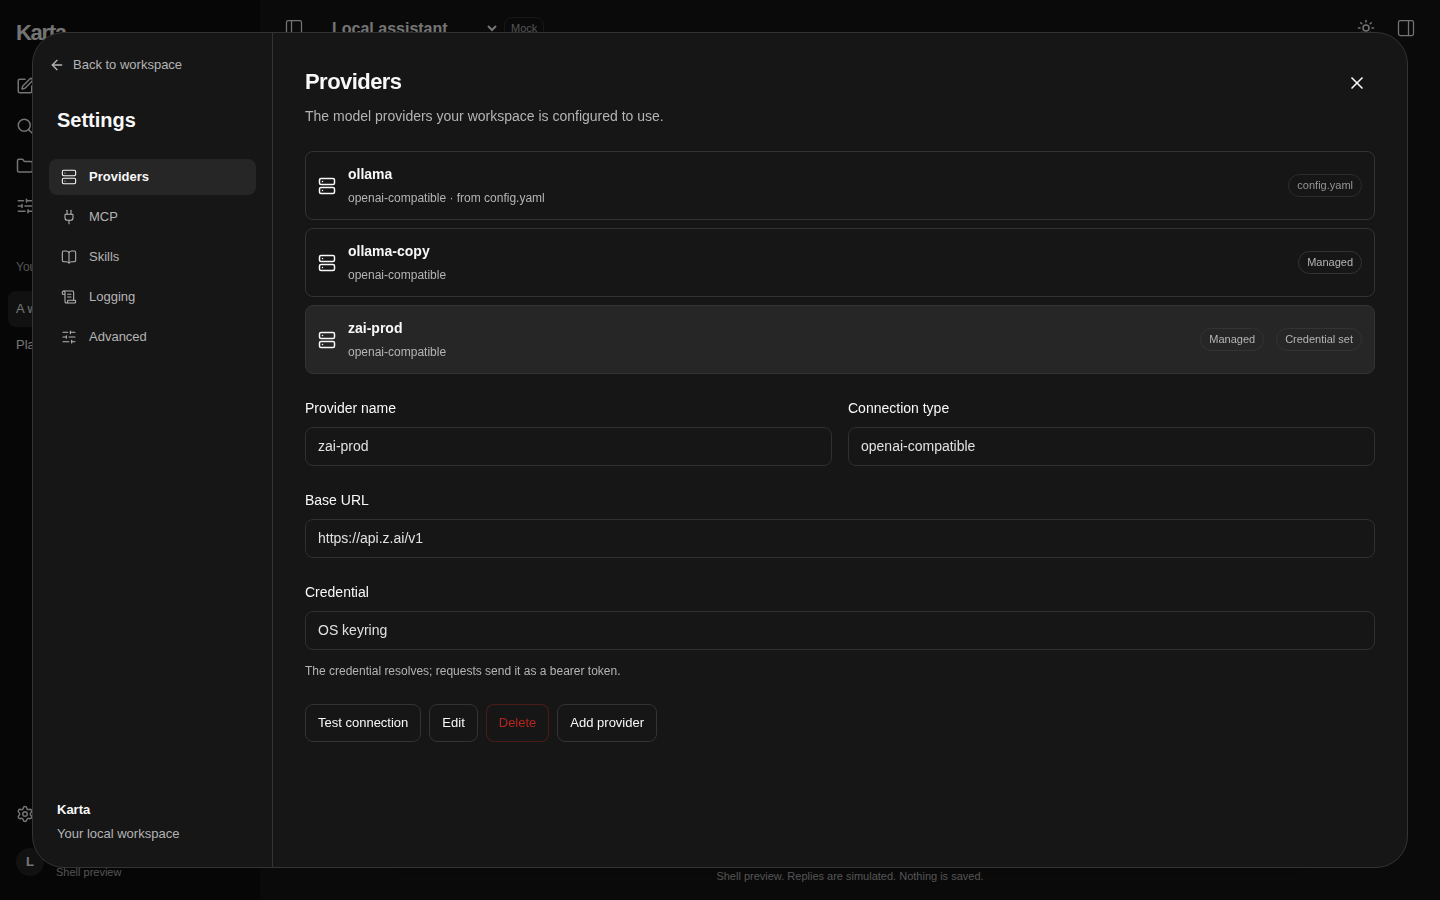 Karta
Local assistant
Mock
Back to workspace
Settings
Providers
MCP
Skills
Logging
Advanced
Karta
Your local workspace
Providers
The model providers your workspace is configured to use.
ollama
openai-compatible · from config.yaml
config.yaml
ollama-copy
openai-compatible
Managed
zai-prod
openai-compatible
Managed
Credential set
Provider name
Connection type
zai-prod
openai-compatible
Base URL
https://api.z.ai/v1
Credential
OS keyring
The credential resolves; requests send it as a bearer token.
Test connection
Edit
Delete
Add provider
L
Shell preview
Shell preview. Replies are simulated. Nothing is saved.